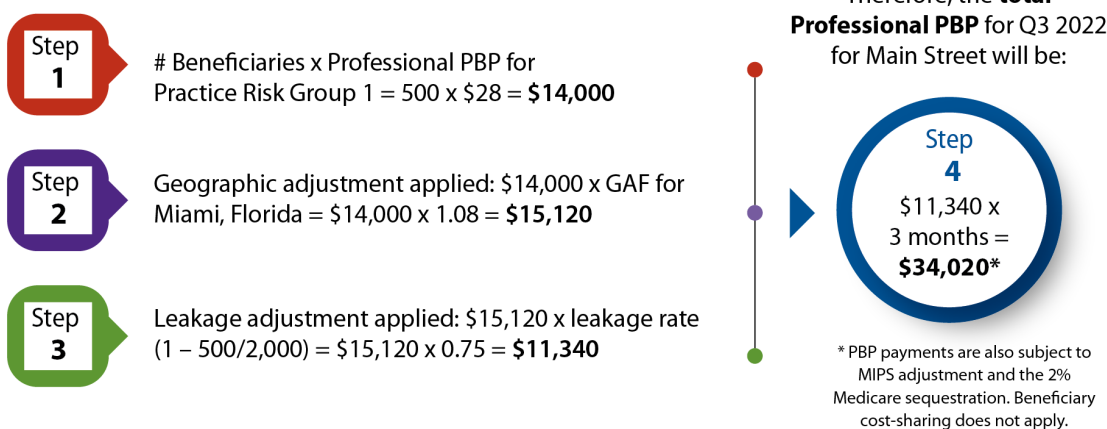 Step
1
# Beneficiaries x Professional PBP for
Practice Risk Group 1 = 500 x $28 = $14,000
Step
2
Geographic adjustment applied: $14,000 x GAF for
Miami, Florida = $14,000 x 1.08 = $15,120
Step
3
Leakage adjustment applied: $15,120 x leakage rate
(1 – 500/2,000) = $15,120 x 0.75 = $11,340
Therefore, the total
Professional PBP for Q3 2022
for Main Street will be:
Step
4
$11,340 x
3 months =
$34,020*
* PBP payments are also subject to
MIPS adjustment and the 2%
Medicare sequestration. Beneficiary
cost-sharing does not apply.